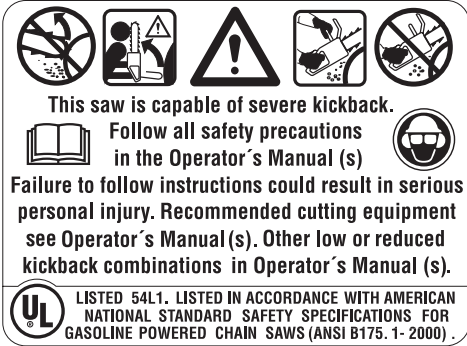 This saw is capable of severe kickback.
Follow all safety precautions
in the Operator´s Manual (s)
Failure to follow instructions could result in serious
personal injury. Recommended cutting equipment
see Operator´s Manual (s). Other low or reduced
kickback combinations in Operator´s Manual (s).
UL
LISTED 54L1. LISTED IN ACCORDANCE WITH AMERICAN
NATIONAL STANDARD SAFETY SPECIFICATIONS FOR
GASOLINE POWERED CHAIN SAWS (ANSI B175. 1- 2000) .